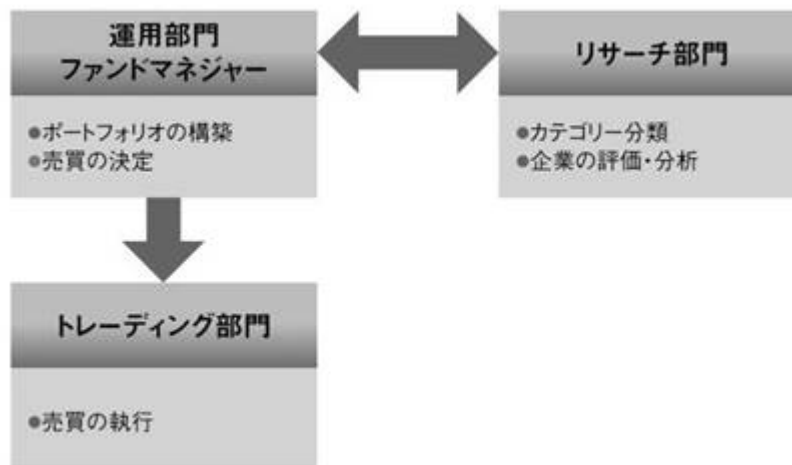 運用部門
ファンドマネジャー
●ポートフォリオの構築
●売買の決定
リサーチ部門
●カテゴリー分類
●企業の評価・分析
トレーディング部門
●売買の執行